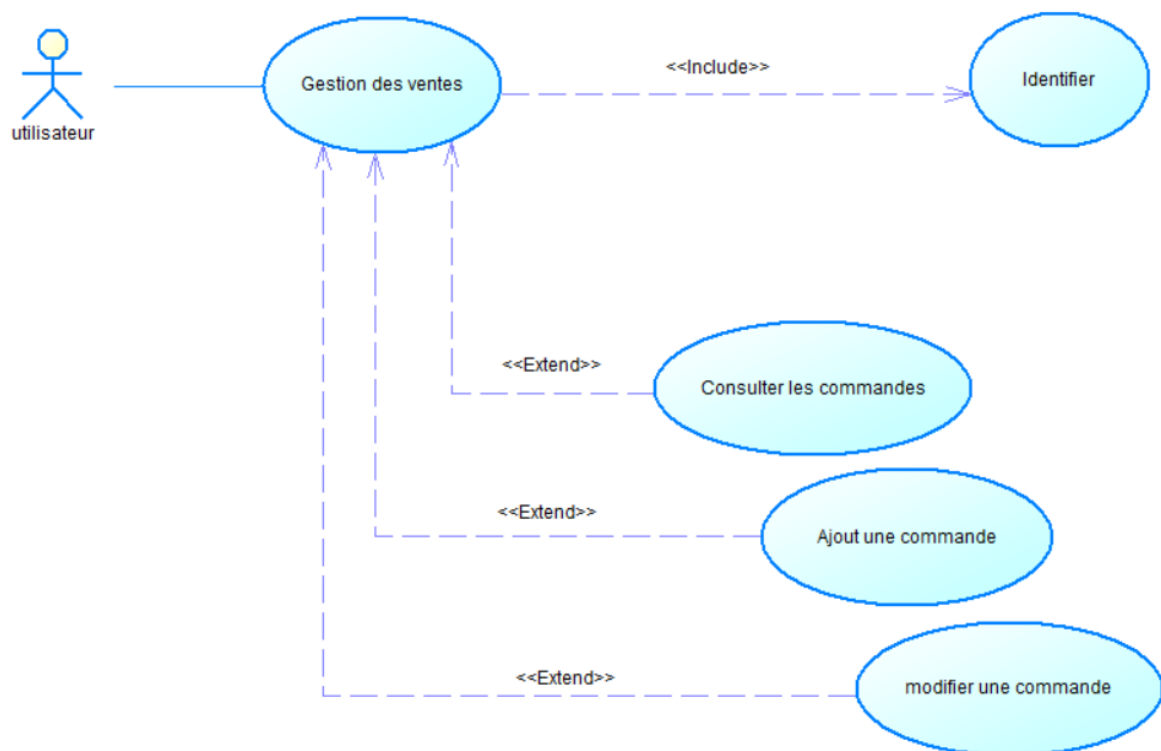 Gestion des ventes
<<Include>>
Identifier
utilisateur
<<Extend>>
Consulter les commandes
<<Extend>>
Ajout une commande
<<Extend>>
modifier une commande